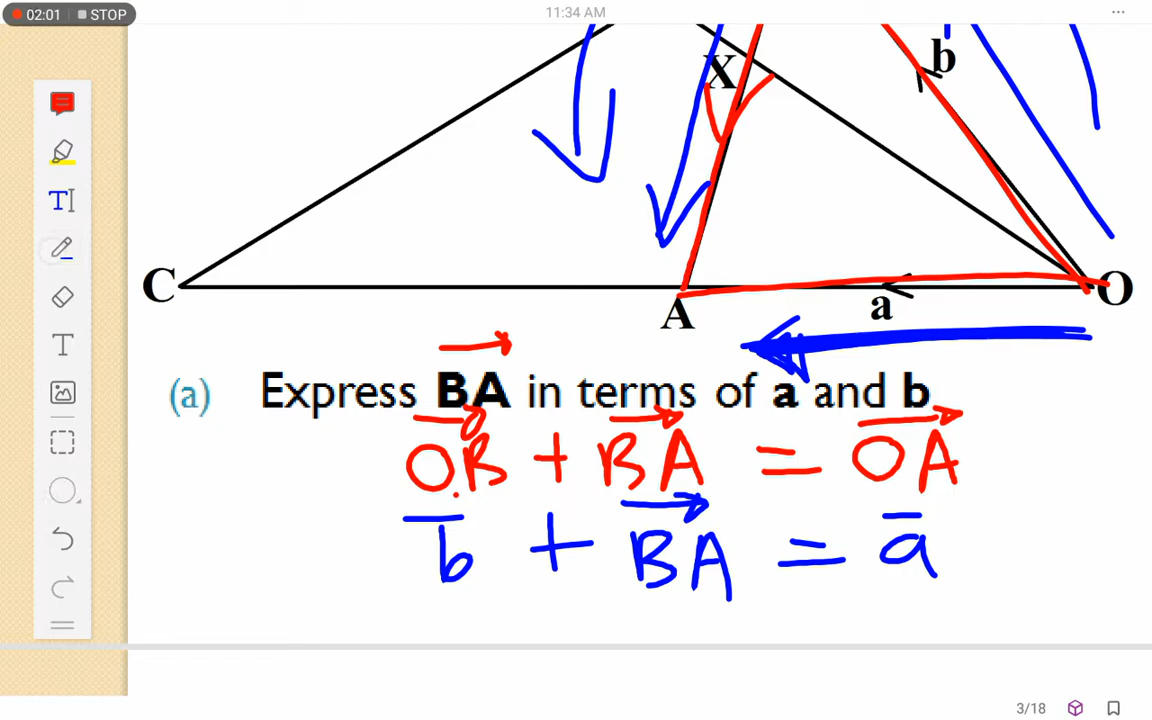 02:01 STOP
11:34 AM
X
b
C
A
a
O
(a) Express BA in terms of a and b
OB + BA = OA
b + BA = a
3/18